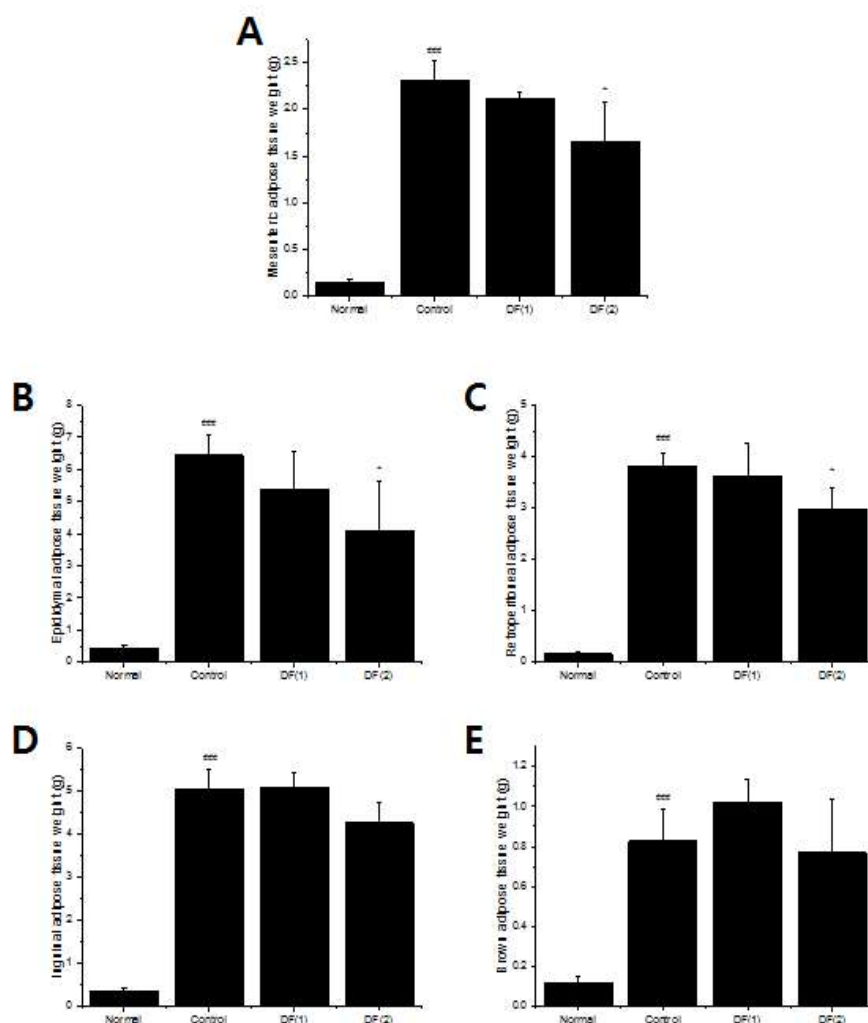 A
Mesenteric adipose tissue weight (g)
2.5
2.0
1.5
1.0
0.5
0.0
###
*
Normal
Control
DF(1)
DF(2)
B
Epididymal adipose tissue weight (g)
8
7
6
5
4
3
2
1
0
###
*
Normal
Control
DF(1)
DF(2)
C
Retroperitoneal adipose tissue weight (g)
5
4
3
2
1
0
###
*
Normal
Control
DF(1)
DF(2)
D
Inguinal adipose tissue weight (g)
6
5
4
3
2
1
0
###
Normal
Control
DF(1)
DF(2)
E
Brown adipose tissue weight (g)
1.2
1.0
0.8
0.6
0.4
0.2
0.0
###
Normal
Control
DF(1)
DF(2)